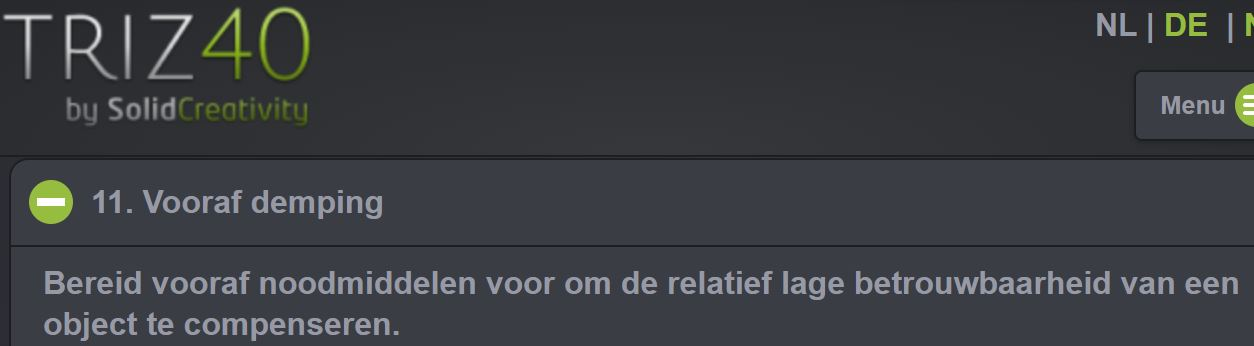 TRIZ40
by SolidCreativity
NL | DE |
Menu
11. Vooraf demping
Bereid vooraf noodmiddelen voor om de relatief lage betrouwbaarheid van een
object te compenseren.